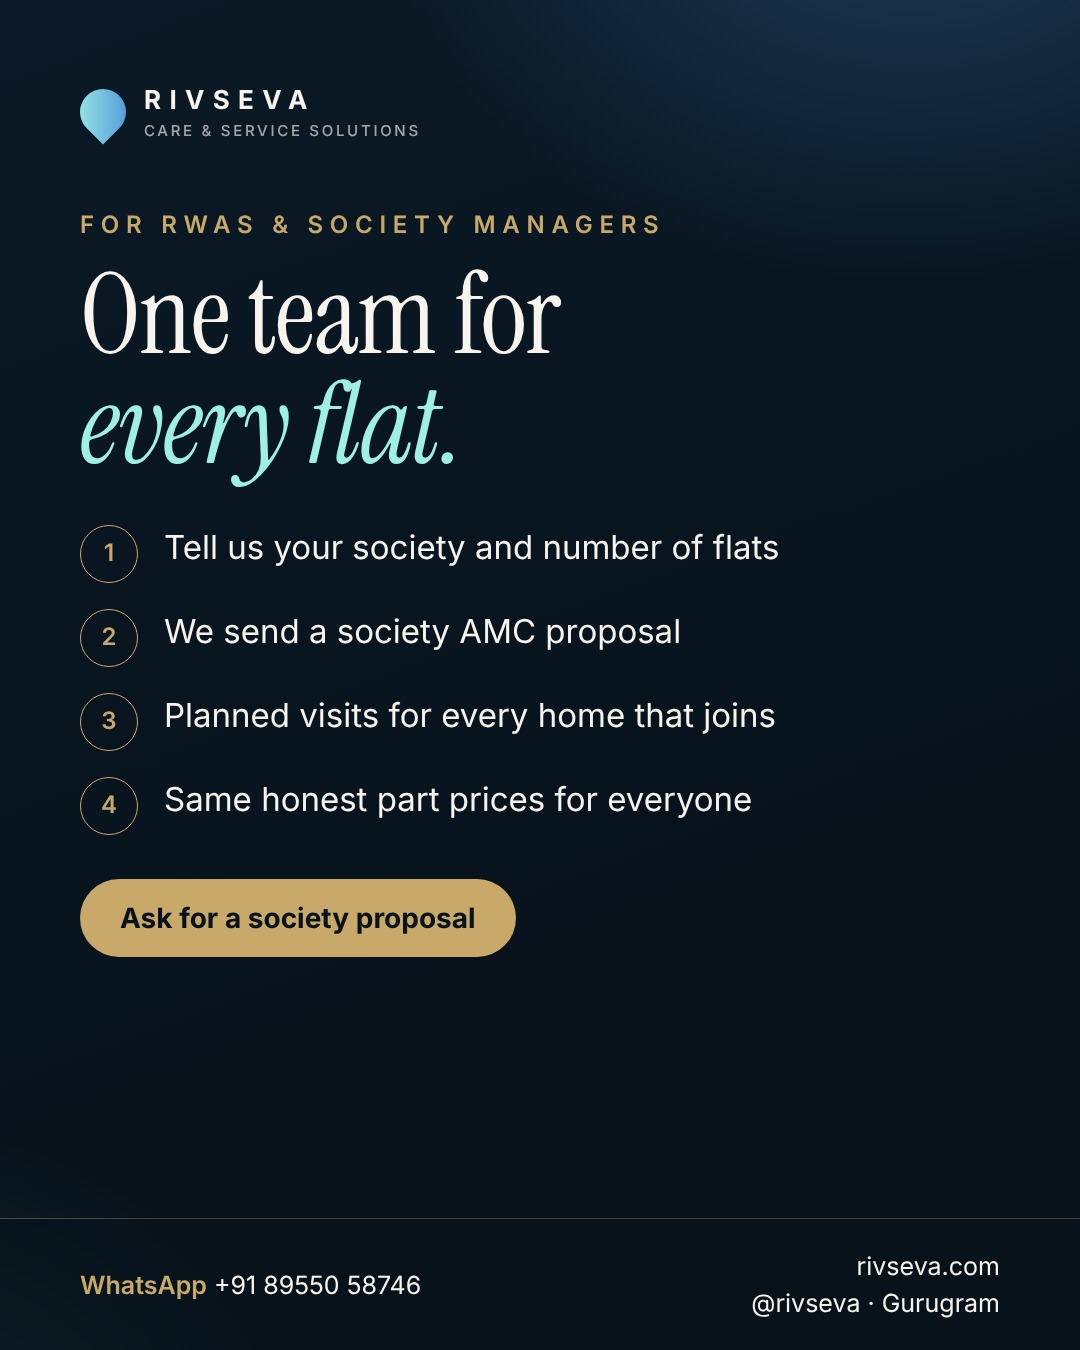 RIVSEVA
CARE & SERVICE SOLUTIONS
FOR RWAS & SOCIETY MANAGERS
One team for
every flat.
1 Tell us your society and number of flats
2 We send a society AMC proposal
3 Planned visits for every home that joins
4 Same honest part prices for everyone
Ask for a society proposal
WhatsApp +91 89550 58746
rivseva.com
@rivseva · Gurugram